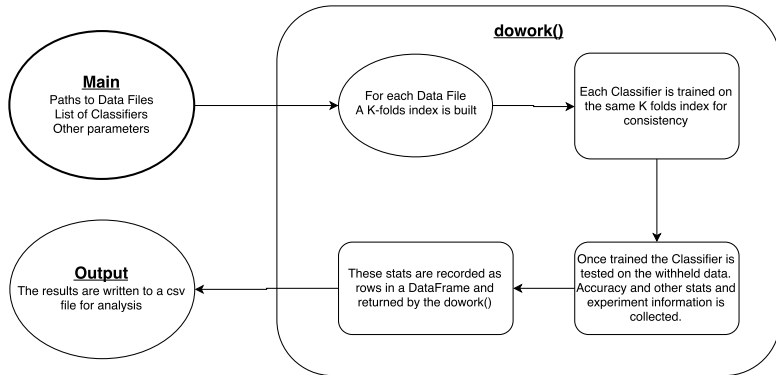 dowork()
Main
Paths to Data Files
List of Classifiers
Other parameters
For each Data File
A K-folds index is built
Each Classifier is trained on
the same K folds index for
consistency
Once trained the Classifier is
tested on the withheld data.
Accuracy and other stats and
experiment information is
collected.
These stats are recorded as
rows in a DataFrame and
returned by the dowork()
Output
The results are written to a csv
file for analysis